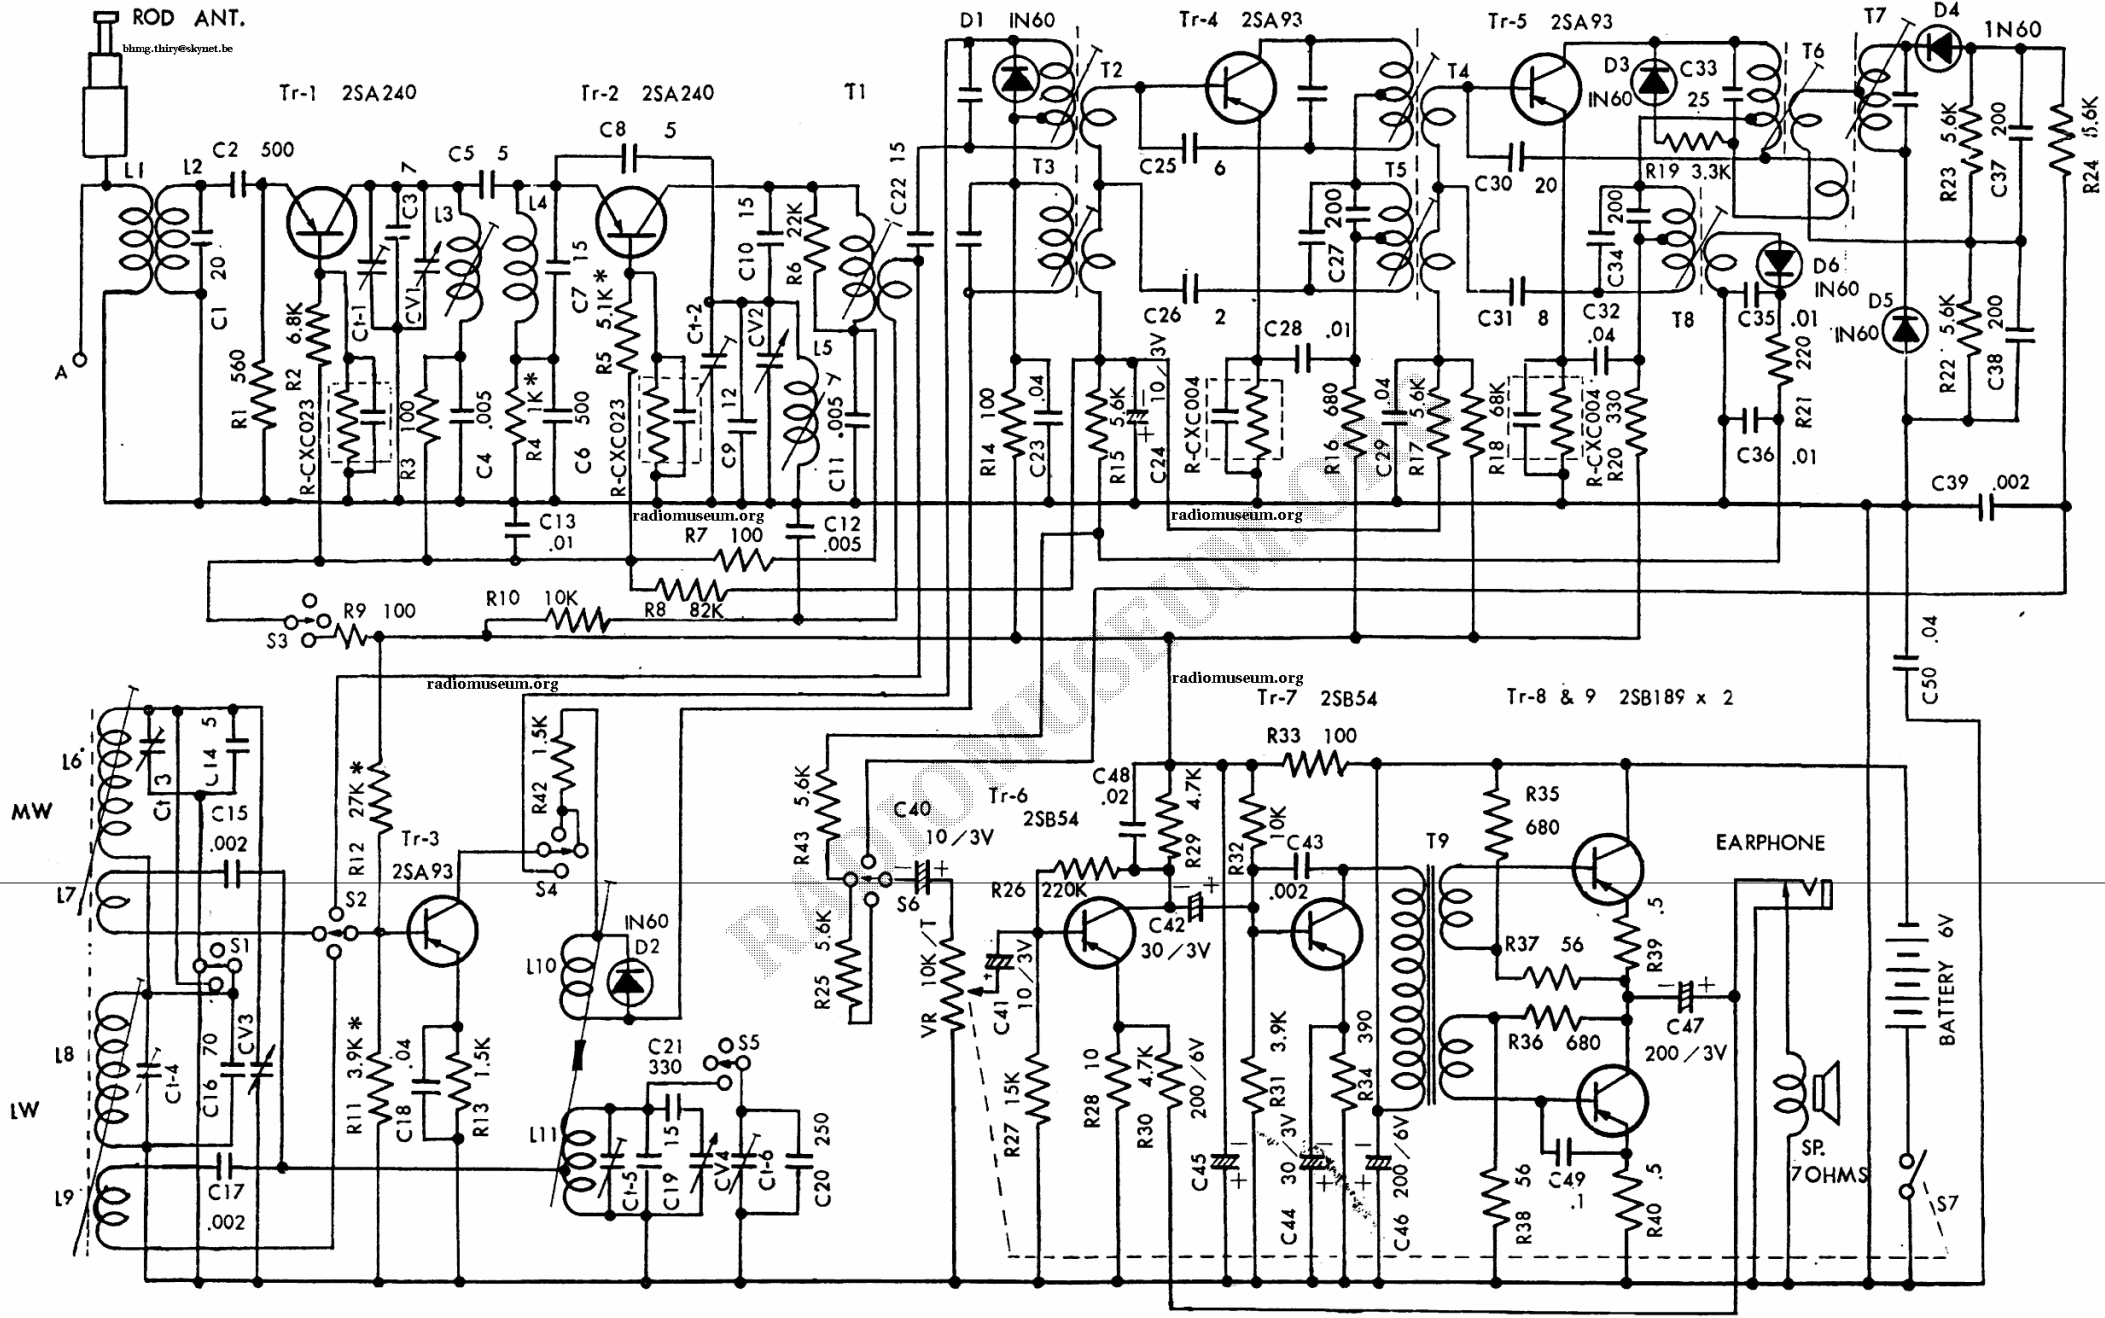 ROD ANT.
bhmg.thiry@skynet.be
D1 IN60
Tr-4 2SA93
Tr-5 2SA93
T7
D4
1N60
Tr-1 2SA240
Tr-2 2SA240
T1
T2
T4
D3
IN60
C33
25
T6
C8 5
L1
L2
C2 500
C5 5
C3 7
L3
L4
C22 15
T3
C25
6
T5
C30
20
R19 3.3K
R23 5.6K
C37 200
R24 5.6K
C1 20
Ct-1
CV1
C7 15
R5 5.1K*
Ct-2
C10 15
CV2
R6 22K
L5
C26
2
C27 200
C28 .01
C31 8
C34
200
C32
.04
T8
D6
IN60
C35 .01
D5
IN60
R22 5.6K
C38 200
A
R1 560
R2 6.8K
R-CXC023
R3 100
C4 .005
R4 1K*
C6 500
R-CXC023
C9 12
C11 .005
R14 100
C23 .04
R15 5.6K
C24 10/3V
R-CXC004
R16 680
C29 .04
R17 5.6K
R18 68K
R-CXC004
R20 330
C36 .01
R21 220
C39 .002
C13
.01
radiomuseum.org
R7 100
C12
.005
radiomuseum.org
S3
R9 100
R10 10K
R8 82K
C50 .04
radiomuseum.org
radiomuseum.org
RADIOMUSEUM.ORG
Tr-7 2SB54
Tr-8 & 9 2SB189 x 2
L6
MW
Ct 3
C14 5
C15
.002
R12 27K*
Tr-3
2SA93
R42 1.5K
S4
R43 5.6K
C40
10/3V
Tr-6
2SB54
C48
.02
R29 4.7K
R33 100
R32 10K
C43
.002
T9
R35
680
EARPHONE
L7
S2
S1
IN60
D2
L10
R25 5.6K
S6
VR 10K/T
R26
220K
C41 10/3V
C42
30/3V
R37 56
R39 .5
C47
200/3V
BATTERY 6V
L8
LW
Ct-4
C16 70
CV3
R11 3.9K*
C18 .04
R13 1.5K
C21
330
S5
R27 15K
R28 10
R30 4.7K
200/6V
R31 3.9K
R34 390
R36 680
L9
C17
.002
L11
Ct-5
C19
15
CV4
Ct-6
C20 250
C45
C44 30/3V
C46 200/6V
R38 56
C49
.1
R40 .5
SP.
7OHMS
S7